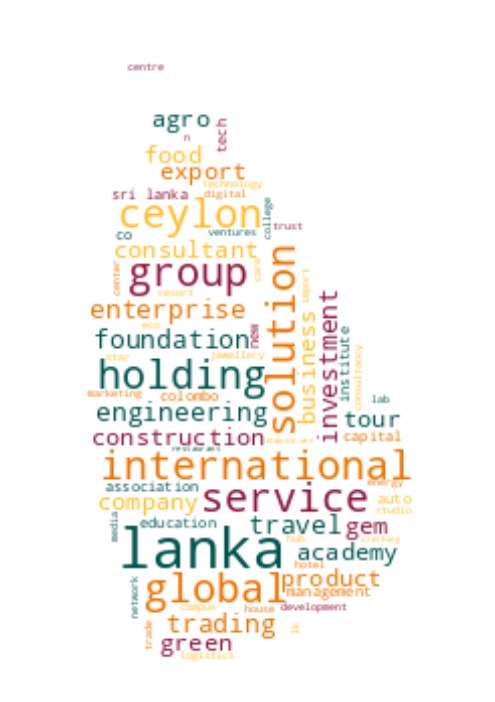 centre
agro
tech
n
food
export
technology
sri lanka
digital
ceylon
college
trust
co
ventures
consultant
group
center
care
resort
solution
import
enterprise
business
investment
eco
foundation
new
institute
star
jewellery
consultancy
holding
marketing
colombo
lab
engineering
tour
construction
industries
capital
restaurant
international
association
energy
company
service
auto
studio
media
education
travel
gem
lanka
hub
clothing
academy
hotel
global
product
network
management
campus
house
development
trading
trade
lk
green
logistics